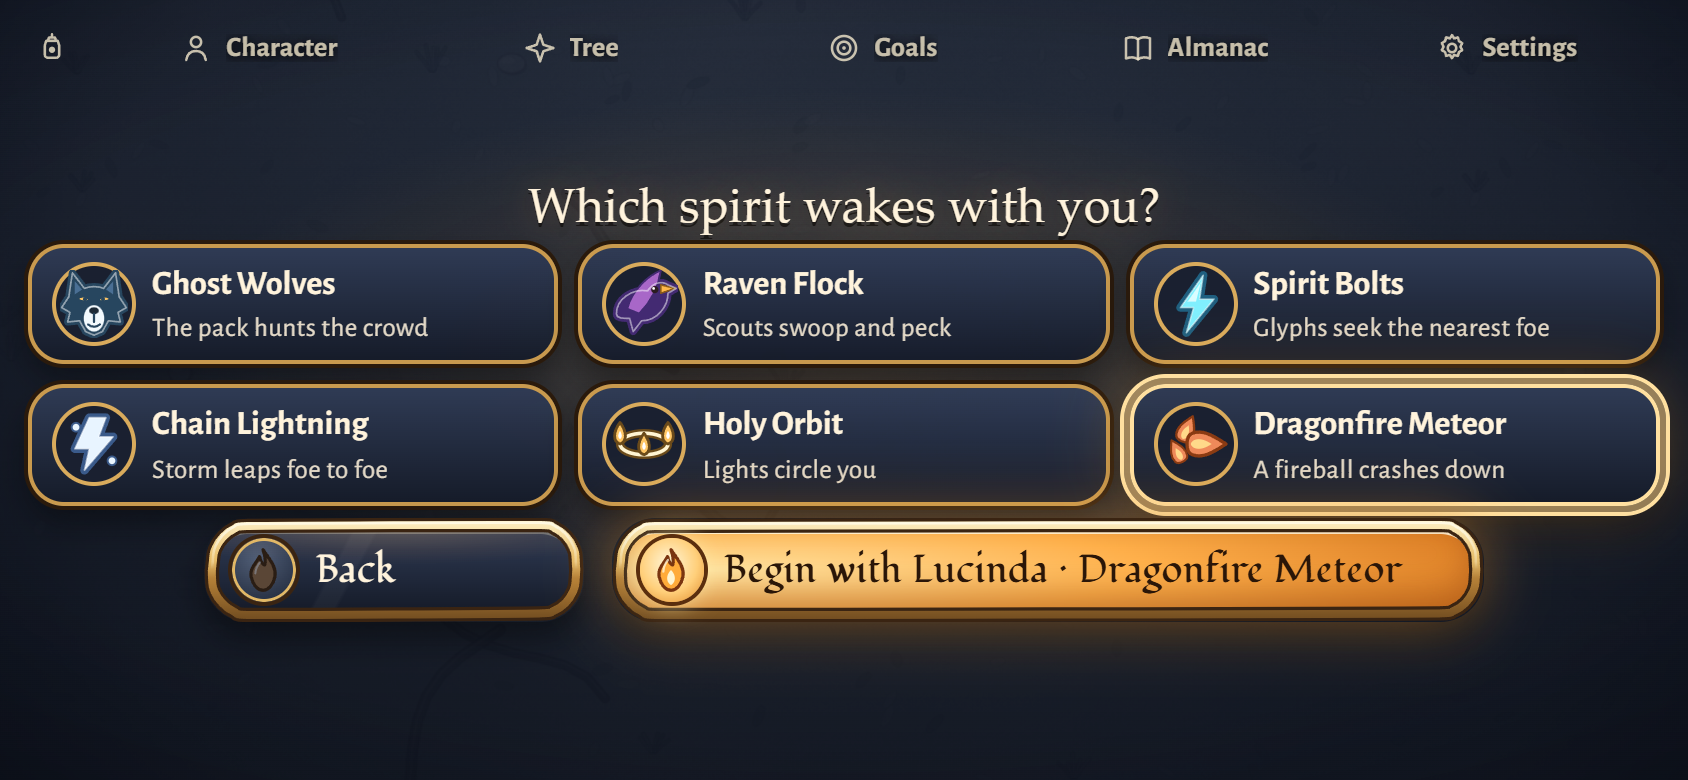 Character
Tree
Goals
Almanac
Settings
Which spirit wakes with you?
Ghost Wolves
The pack hunts the crowd
Raven Flock
Scouts swoop and peck
Spirit Bolts
Glyphs seek the nearest foe
Chain Lightning
Storm leaps foe to foe
Holy Orbit
Lights circle you
Dragonfire Meteor
A fireball crashes down
Back
Begin with Lucinda · Dragonfire Meteor